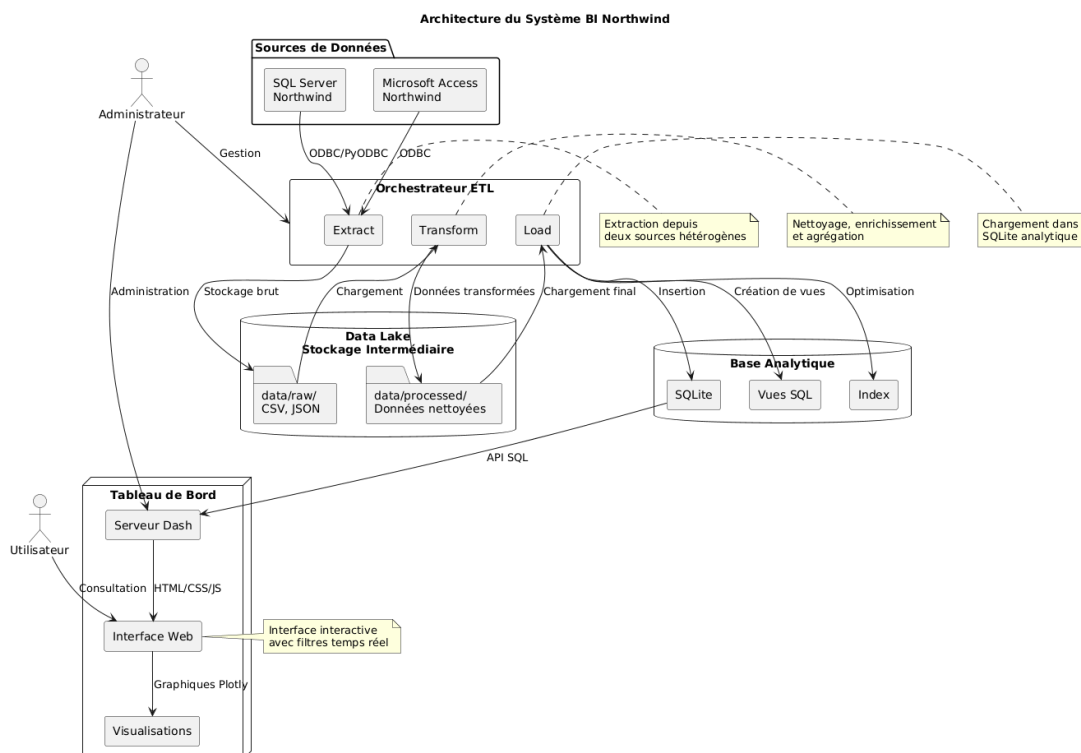 Architecture du Système BI Northwind
Sources de Données
SQL Server
Northwind
Microsoft Access
Northwind
Administrateur
Gestion
ODBC/PyODBC
ODBC
Orchestrateur ETL
Extract
Transform
Load
Extraction depuis
deux sources hétérogènes
Nettoyage, enrichissement
et agrégation
Chargement dans
SQLite analytique
Administration
Stockage brut
Chargement
Données transformées
Chargement final
Insertion
Création de vues
Optimisation
Data Lake
Stockage Intermédiaire
data/raw/
CSV, JSON
data/processed/
Données nettoyées
Base Analytique
SQLite
Vues SQL
Index
API SQL
Tableau de Bord
Serveur Dash
Utilisateur
Consultation
HTML/CSS/JS
Interface Web
Interface interactive
avec filtres temps réel
Graphiques Plotly
Visualisations